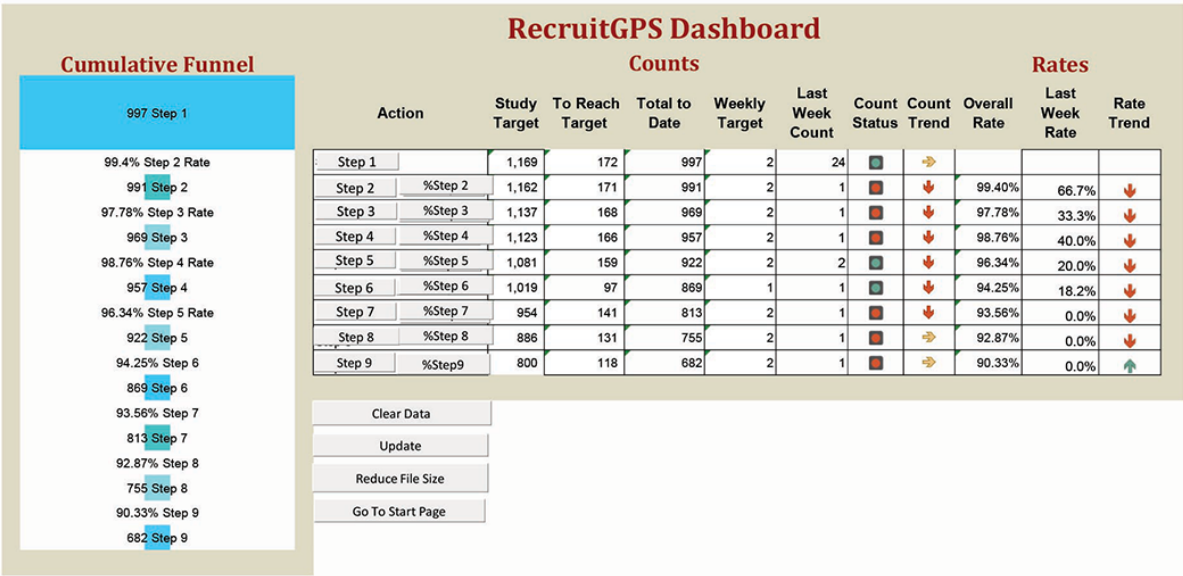 RecruitGPS Dashboard
Cumulative Funnel
Counts
Rates
997 Step 1
99.4% Step 2 Rate
991 Step 2
97.78% Step 3 Rate
969 Step 3
98.76% Step 4 Rate
957 Step 4
96.34% Step 5 Rate
922 Step 5
94.25% Step 6
869 Step 6
93.56% Step 7
813 Step 7
92.87% Step 8
755 Step 8
90.33% Step 9
682 Step 9
Action Study Target To Reach Target Total to Date Weekly Target Last Week Count Count Status Count Trend Overall Rate Last Week Rate Rate Trend
Step 1 1,169 172 997 2 24
Step 2 %Step 2 1,162 171 991 2 1 99.40% 66.7%
Step 3 %Step 3 1,137 168 969 2 1 97.78% 33.3%
Step 4 %Step 4 1,123 166 957 2 1 98.76% 40.0%
Step 5 %Step 5 1,081 159 922 2 2 96.34% 20.0%
Step 6 %Step 6 1,019 97 869 1 1 94.25% 18.2%
Step 7 %Step 7 954 141 813 2 1 93.56% 0.0%
Step 8 %Step 8 886 131 755 2 1 92.87% 0.0%
Step 9 %Step9 800 118 682 2 1 90.33% 0.0%
Clear Data
Update
Reduce File Size
Go To Start Page